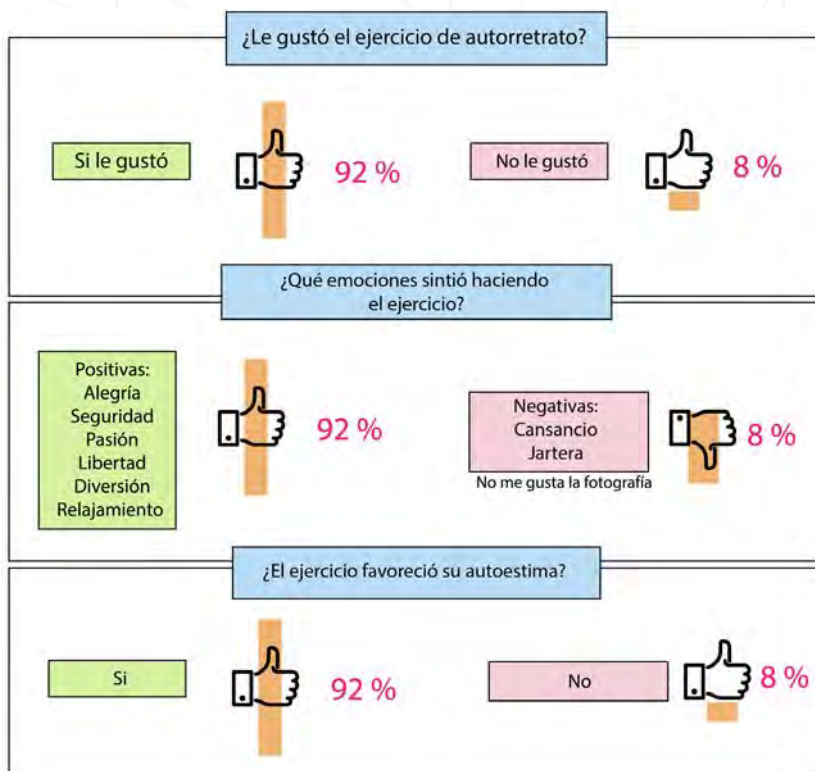 ¿Le gustó el ejercicio de autorretrato?
Si le gustó
92 %
No le gustó
8 %
¿Qué emociones sintió haciendo
el ejercicio?
Positivas:
Alegría
Seguridad
Pasión
Libertad
Diversión
Relajamiento
92 %
Negativas:
Cansancio
Jartera
No me gusta la fotografía
8 %
¿El ejercicio favoreció su autoestima?
Si
92 %
No
8 %